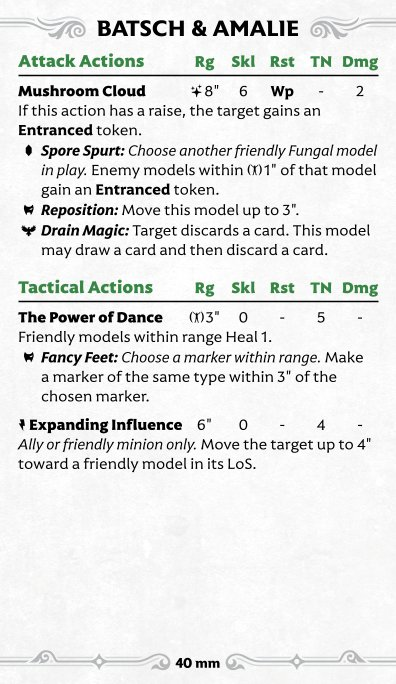 BATSCH & AMALIE
Attack Actions Rg Skl Rst TN Dmg
Mushroom Cloud 8" 6 Wp - 2
If this action has a raise, the target gains an
Entranced token.
Spore Spurt: Choose another friendly Fungal model
in play. Enemy models within 1" of that model
gain an Entranced token.
Reposition: Move this model up to 3".
Drain Magic: Target discards a card. This model
may draw a card and then discard a card.
Tactical Actions Rg Skl Rst TN Dmg
The Power of Dance 3" 0 - 5 -
Friendly models within range Heal 1.
Fancy Feet: Choose a marker within range. Make
a marker of the same type within 3" of the
chosen marker.
Expanding Influence 6" 0 - 4 -
Ally or friendly minion only. Move the target up to 4"
toward a friendly model in its LoS.
40 mm